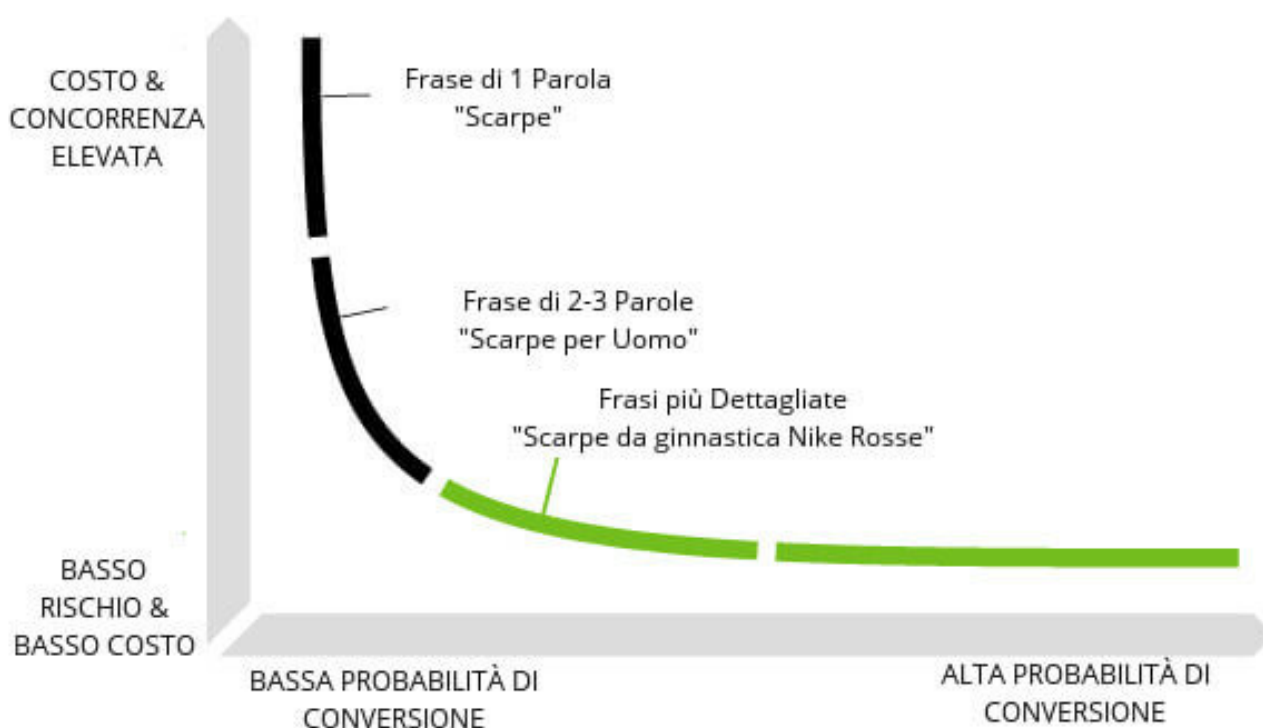 COSTO &
CONCORRENZA
ELEVATA
Frase di 1 Parola
"Scarpe"
Frase di 2-3 Parole
"Scarpe per Uomo"
Frasi più Dettagliate
"Scarpe da ginnastica Nike Rosse"
BASSO
RISCHIO &
BASSO COSTO
BASSA PROBABILITÀ DI
CONVERSIONE
ALTA PROBABILITÀ DI
CONVERSIONE